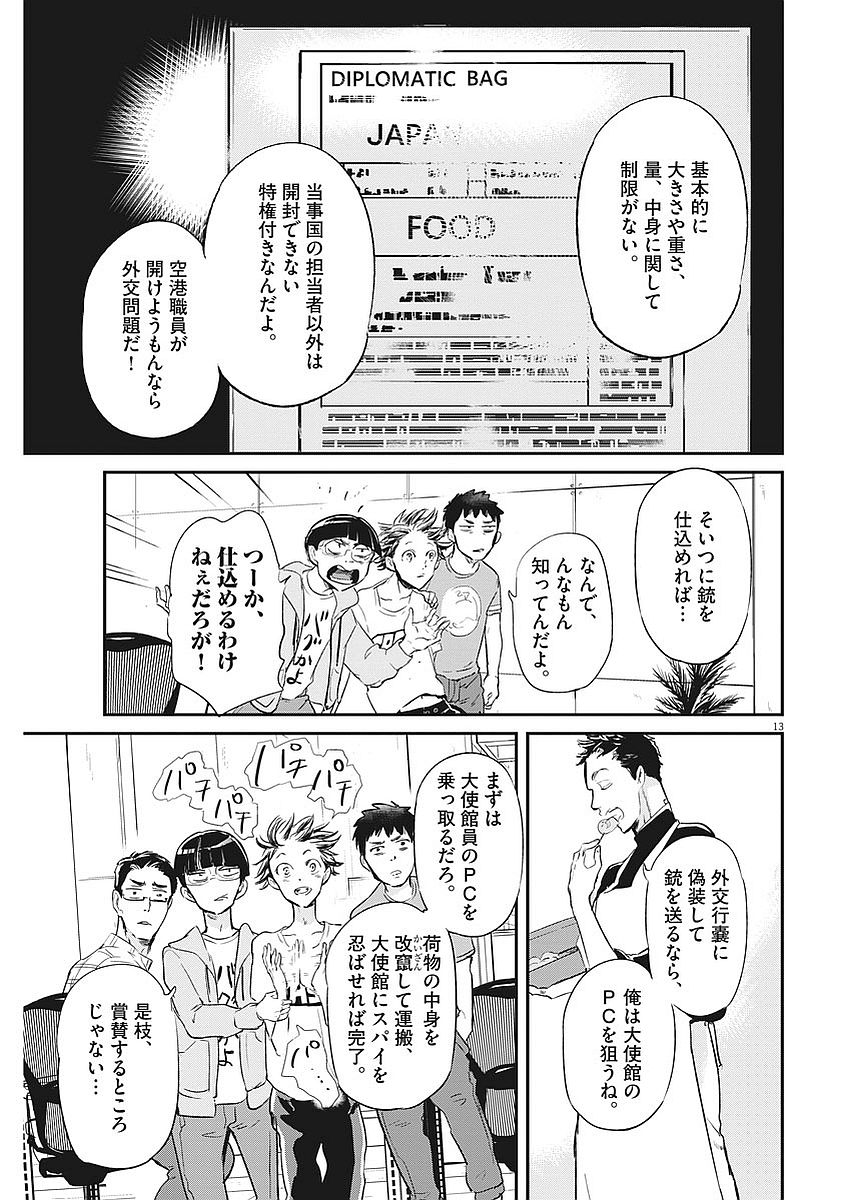 DIPLOMATIC BAG
JAPAN
FOOD
基本的に
大きさや重さ、
量、中身に関して
制限がない。
当事国の担当者以外は
開封できない
特権付きなんだよ。
空港職員が
開けようもんなら
外交問題だ！
そいつに銃を
仕込めれば…
なんで、
んなもん
知ってんだよ。
つーか、
仕込めるわけ
ねぇだろが！
13
外交行嚢に
偽装して
銃を送るなら、
俺は大使館の
PCを狙うね。
まずは
大使館員のPCを
乗っ取るだろ。
荷物の中身を
改竄して運搬、
かいざん
大使館にスパイを
忍ばせれば完了。
パチ
パチ
パチ
パチ
是枝、
賞賛するところ
じゃない…